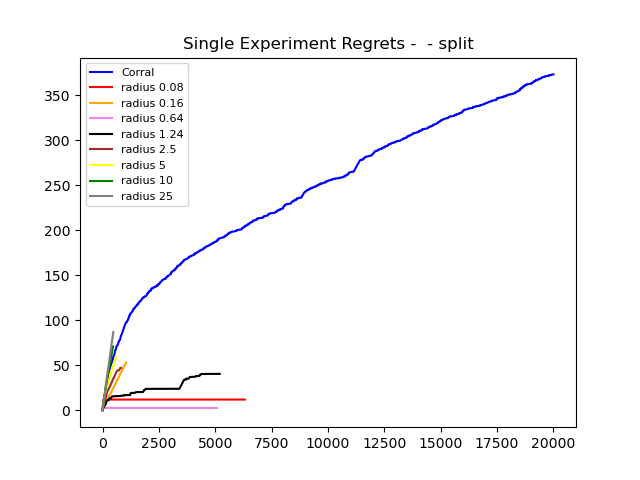 Single Experiment Regrets -  - split
Corral
radius 0.08
radius 0.16
radius 0.64
radius 1.24
radius 2.5
radius 5
radius 10
radius 25
350
300
250
200
150
100
50
0
0 2500 5000 7500 10000 12500 15000 17500 20000